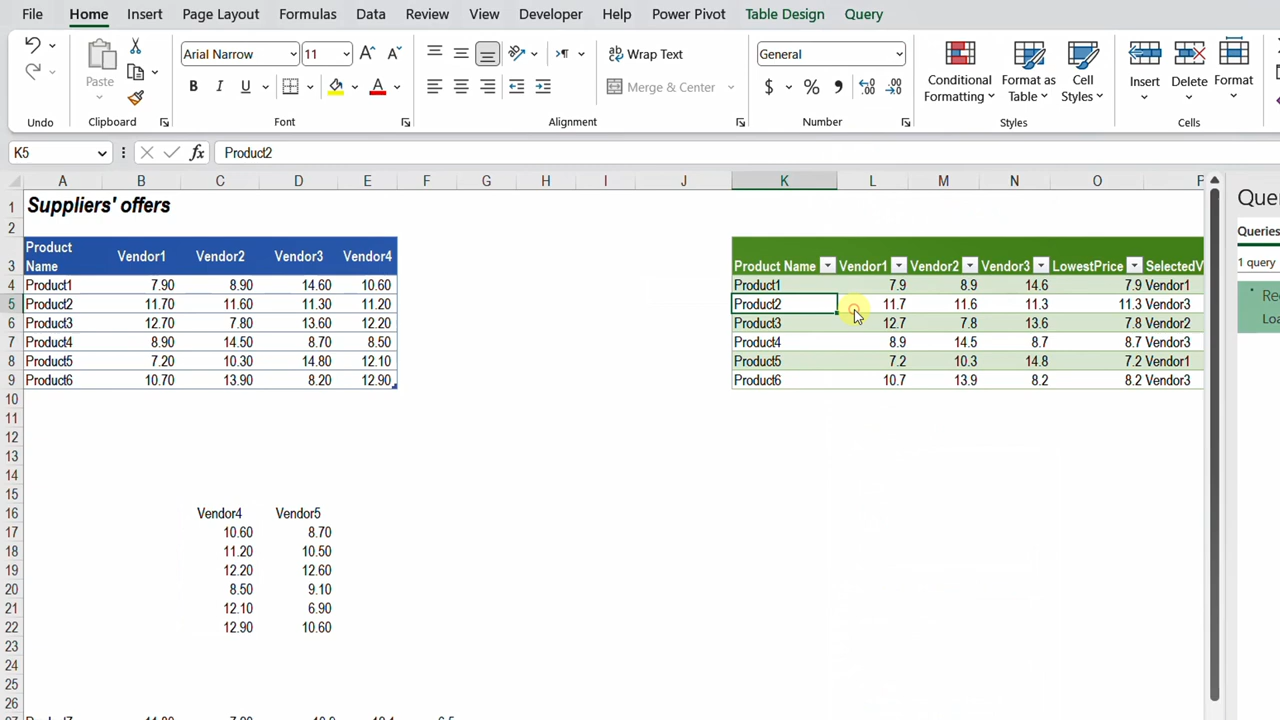 File Home Insert Page Layout Formulas Data Review View Developer Help Power Pivot Table Design Query
Arial Narrow 11 Wrap Text General
Paste B I U Merge & Center $ % Conditional Formatting Format as Table Cell Styles Insert Delete Format
Undo Clipboard Font Alignment Number Styles Cells
K5 fx Product2
A B C D E F G H I J K L M N O P
1 Suppliers' offers
2
3 Product Name Vendor1 Vendor2 Vendor3 Vendor4 Product Name Vendor1 Vendor2 Vendor3 LowestPrice SelectedV
4 Product1 7.90 8.90 14.60 10.60 Product1 7.9 8.9 14.6 7.9 Vendor1
5 Product2 11.70 11.60 11.30 11.20 Product2 11.7 11.6 11.3 11.3 Vendor3
6 Product3 12.70 7.80 13.60 12.20 Product3 12.7 7.8 13.6 7.8 Vendor2
7 Product4 8.90 14.50 8.70 8.50 Product4 8.9 14.5 8.7 8.7 Vendor3
8 Product5 7.20 10.30 14.80 12.10 Product5 7.2 10.3 14.8 7.2 Vendor1
9 Product6 10.70 13.90 8.20 12.90 Product6 10.7 13.9 8.2 8.2 Vendor3
10
11
12
13
14
15
16 Vendor4 Vendor5
17 10.60 8.70
18 11.20 10.50
19 12.20 12.60
20 8.50 9.10
21 12.10 6.90
22 12.90 10.60
23
24
25
26
Que
Queries
1 query
Re
Loa